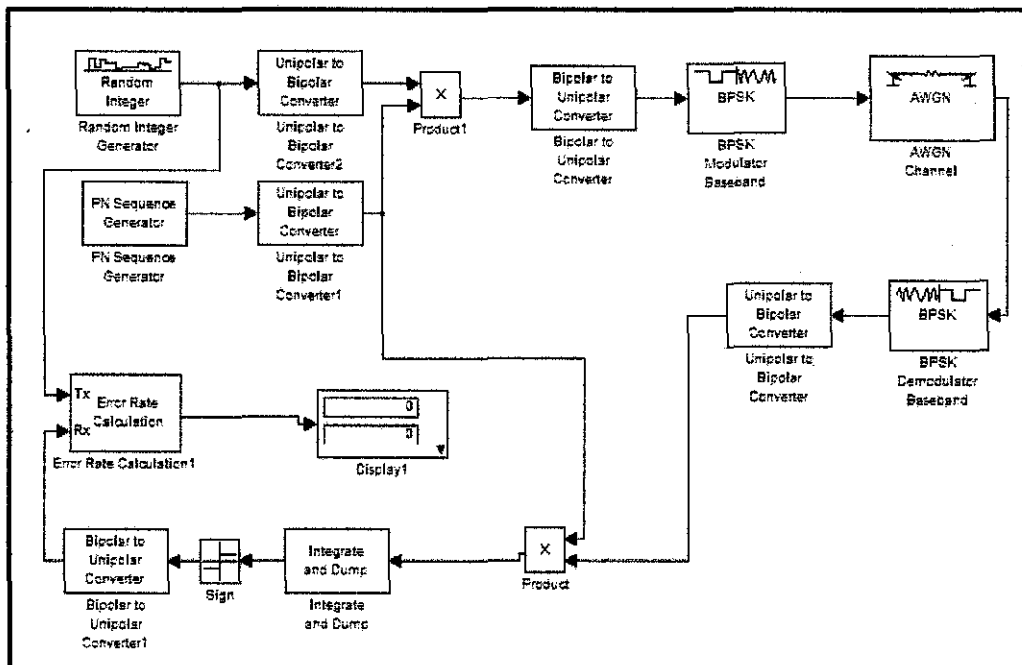 Random
Integer
Random Integer
Generator
Unipolar to
Bipolar
Converter
Unipolar to
Bipolar
Converter2
X
Product1
Bipolar to
Unipolar
Converter
Bipolar to
Unipolar
Converter
BPSK
BPSK
Modulator
Baseband
AWGN
AWGN
Channel
PN Sequence
Generator
PN Sequence
Generator
Unipolar to
Bipolar
Converter
Unipolar to
Bipolar
Converter1
Unipolar to
Bipolar
Converter
Unipolar to
Bipolar
Converter
BPSK
BPSK
Demodulator
Baseband
Tx
Rx
Error Rate
Calculation
Error Rate Calculation1
0
0
Display1
Bipolar to
Unipolar
Converter
Bipolar to
Unipolar
Converter1
Sign
Integrate
and Dump
Integrate
and Dump
X
Product